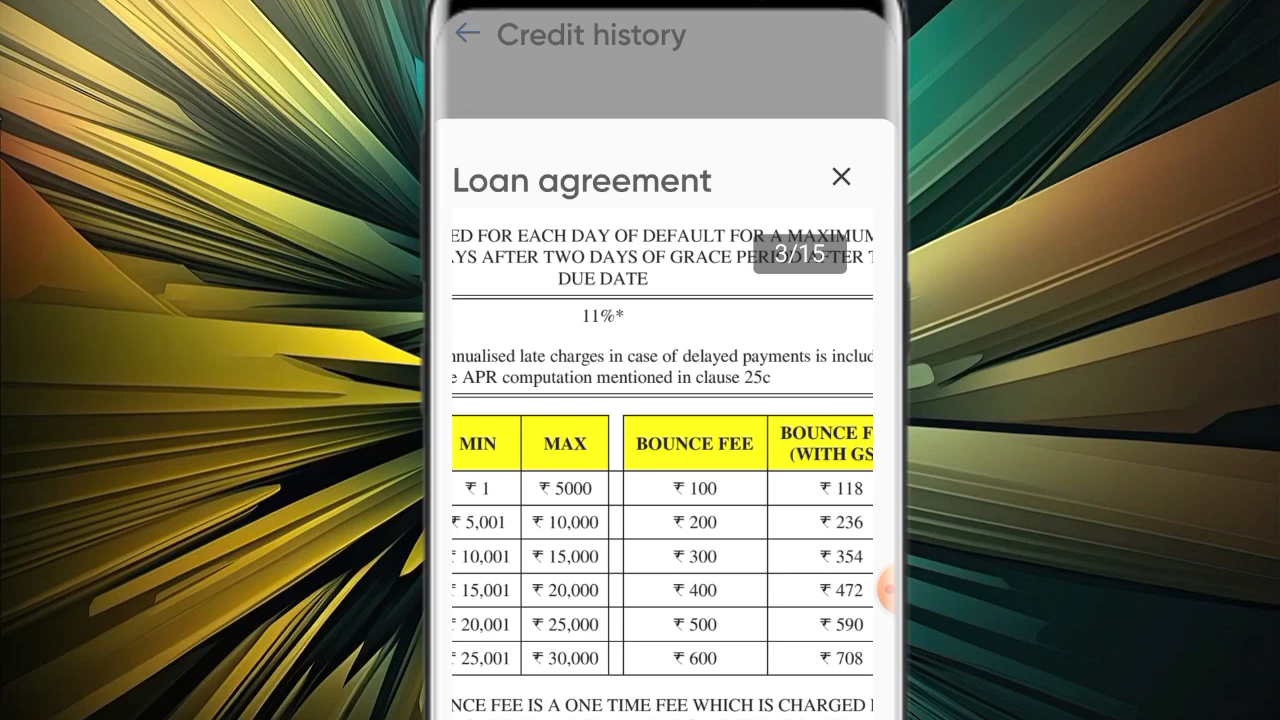 Credit history
Loan agreement
ED FOR EACH DAY OF DEFAULT FOR A MAXIMUM
3/15
AYS AFTER TWO DAYS OF GRACE PERIOD AFTER T
DUE DATE
11%*
nnualised late charges in case of delayed payments is includ
e APR computation mentioned in clause 25c
MIN MAX BOUNCE FEE BOUNCE F
(WITH GS
₹ 1 ₹ 5000 ₹ 100 ₹ 118
₹ 5,001 ₹ 10,000 ₹ 200 ₹ 236
₹ 10,001 ₹ 15,000 ₹ 300 ₹ 354
₹ 15,001 ₹ 20,000 ₹ 400 ₹ 472
₹ 20,001 ₹ 25,000 ₹ 500 ₹ 590
₹ 25,001 ₹ 30,000 ₹ 600 ₹ 708
NCE FEE IS A ONE TIME FEE WHICH IS CHARGED